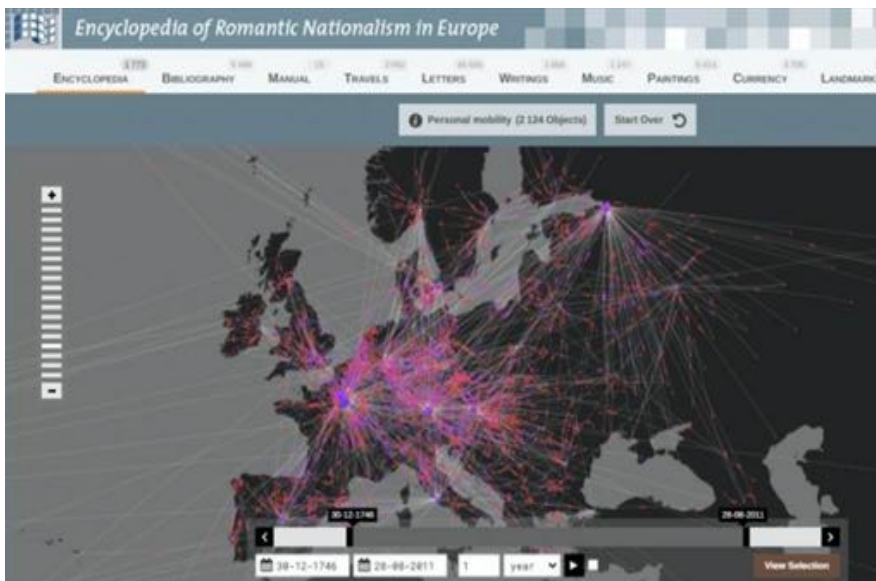 Encyclopedia of Romantic Nationalism in Europe
1 773
ENCYCLOPEDIA BIBLIOGRAPHY MANUAL TRAVELS LETTERS WRITINGS MUSIC PAINTINGS CURRENCY LANDMARK
Personal mobility (2 124 Objects) Start Over
30-12-1746 28-08-2011
30-12-1746 28-08-2011 1 year View Selection